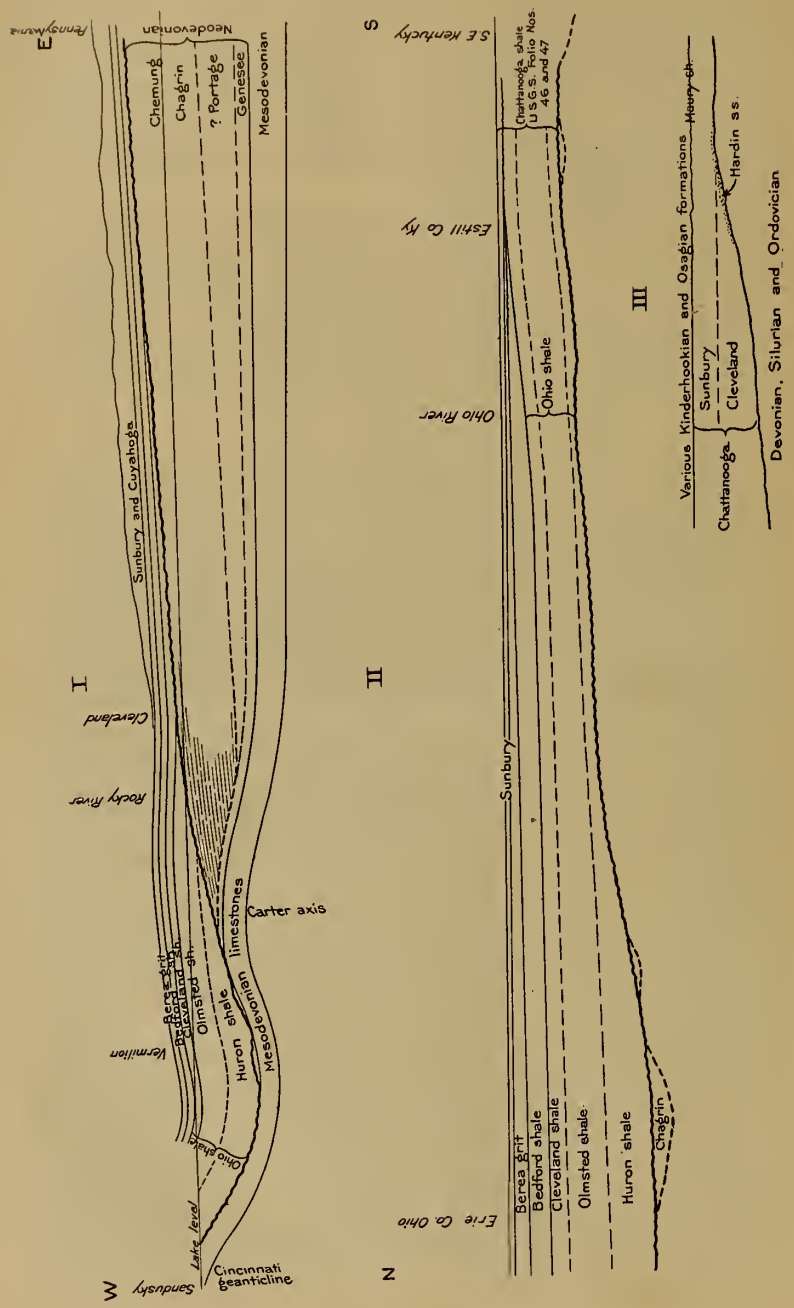 I
W
E
Sandusky
Vermilion
Rocky River
Cleveland
Pennsylvania
Lake level
Cincinnati
geanticline
Ohio shale
Berea grit
Bedford sh.
Cleveland sh.
Olmsted sh.
Huron shale
Mesodevonian
limestones
Carter axis
Sunbury and Cuyahoga
Chemung
Chagrin
? Portage
Genesee
Neodevonian
Mesodevonian
II
N
S
Erie Co. Ohio
Ohio River
Estill Co Ky
S.E Kentucky
Sunbury
Berea grit
Bedford shale
Cleveland shale
Olmsted shale
Huron shale
Chagrin
Ohio shale
Chattanooga shale
U S G.S. Folio Nos.
46 and 47
III
Various Kinderhookian and Osagian formations
Maury sh.
Sunbury
Chattanooga
Cleveland
Hardin ss.
Devonian, Silurian and Ordovician